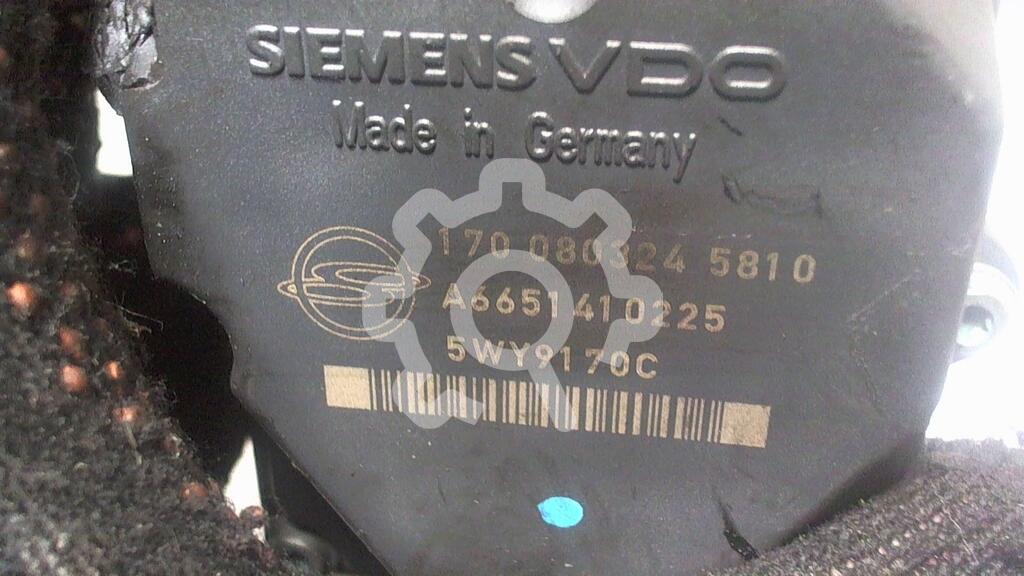 SIEMENS VDO
Made in Germany
170 080324 5810
A6651410225
5WY9170C